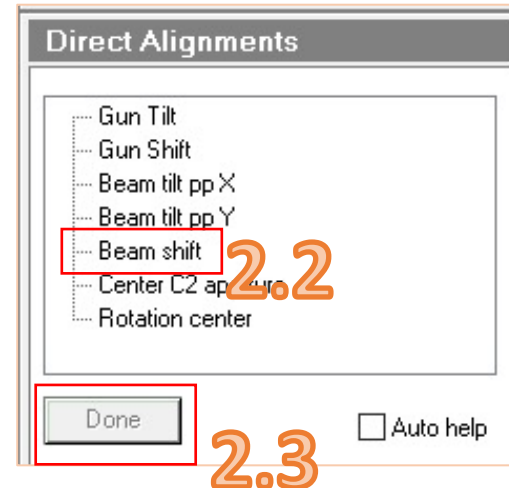 Direct Alignments
Gun Tilt
Gun Shift
Beam tilt pp X
Beam tilt pp Y
Beam shift
2.2
Center C2 aperture
Rotation center
Done
Auto help
2.3